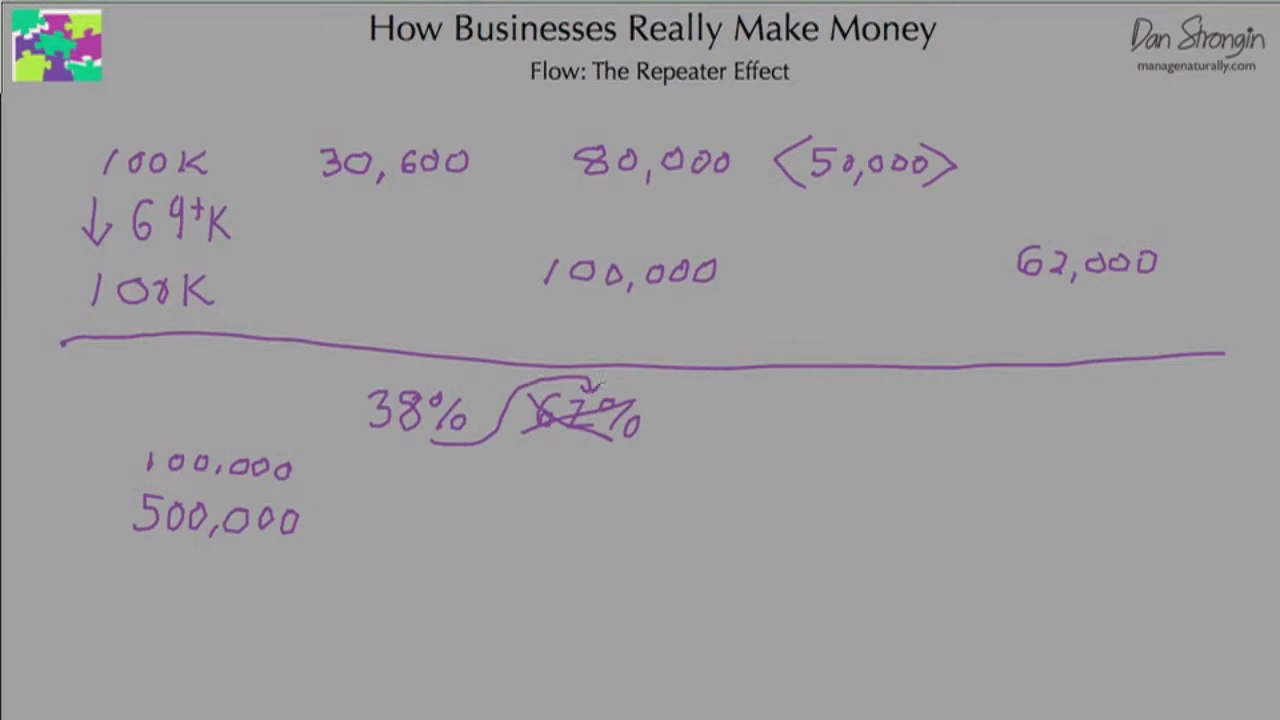 How Businesses Really Make Money
Flow: The Repeater Effect
Dan Strongin
managenaturally.com
100K 30,600 80,000 <50,000>
↓ 69+K
100K 100,000 62,000
38% 62%
100,000
500,000